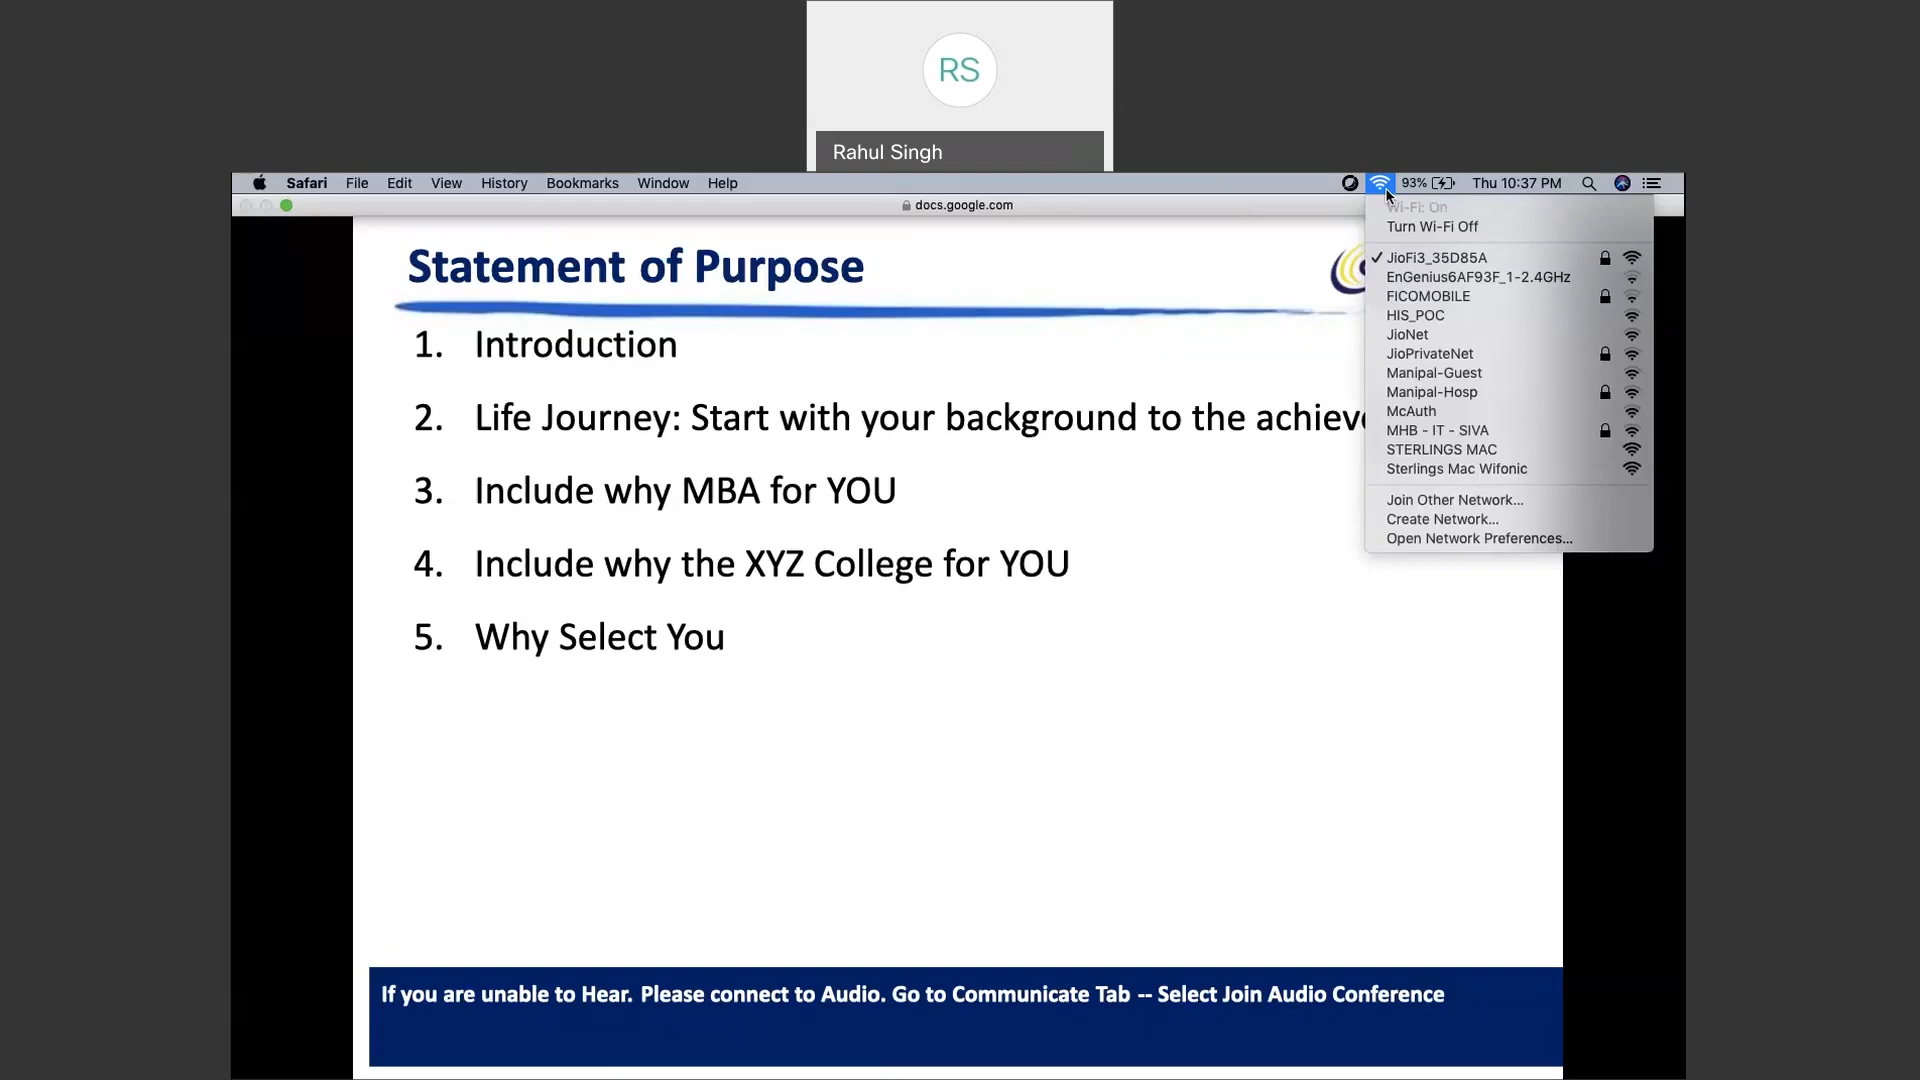 RS
Rahul Singh
Safari File Edit View History Bookmarks Window Help 93% Thu 10:37 PM
docs.google.com
Wi-Fi: On
Turn Wi-Fi Off
JioFi3_35D85A
EnGenius6AF93F_1-2.4GHz
FICOMOBILE
HIS_POC
JioNet
JioPrivateNet
Manipal-Guest
Manipal-Hosp
McAuth
MHB - IT - SIVA
STERLINGS MAC
Sterlings Mac Wifonic
Join Other Network...
Create Network...
Open Network Preferences...
Statement of Purpose
1. Introduction
2. Life Journey: Start with your background to the achieve
3. Include why MBA for YOU
4. Include why the XYZ College for YOU
5. Why Select You
If you are unable to Hear. Please connect to Audio. Go to Communicate Tab -- Select Join Audio Conference